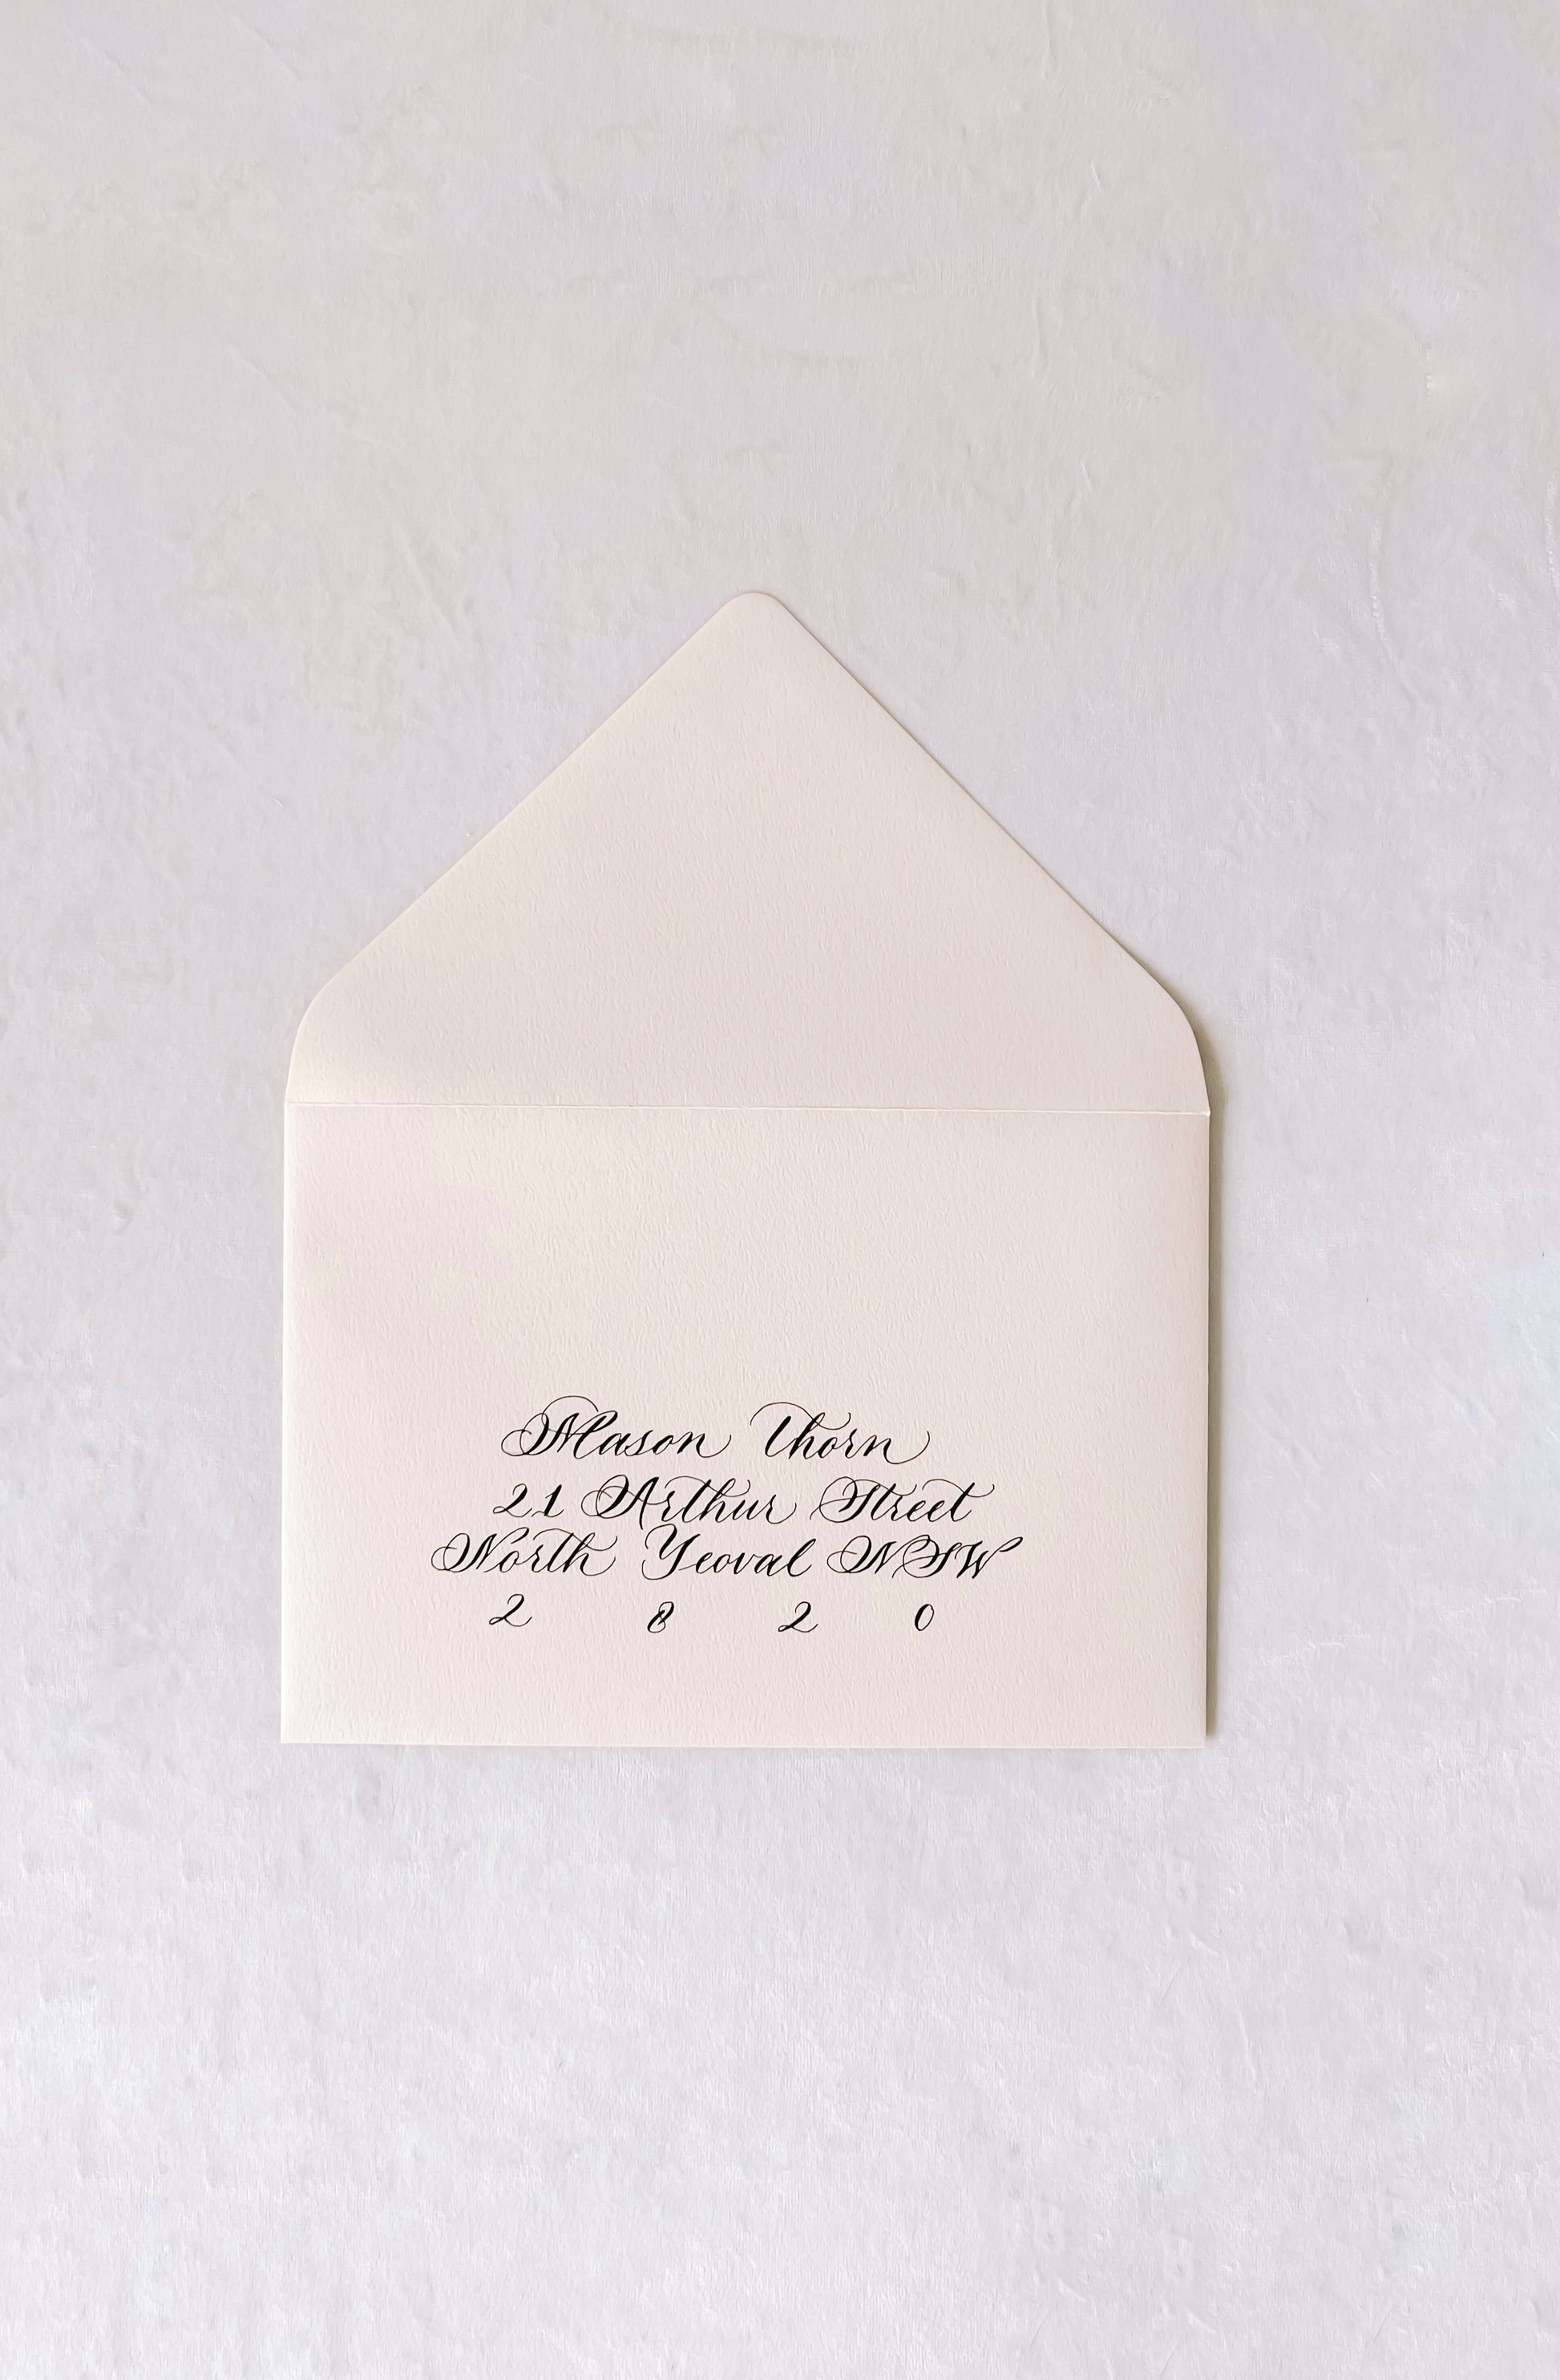 Mason Thorn
21 Arthur Street
North Yeoval NSW
2 8 2 0